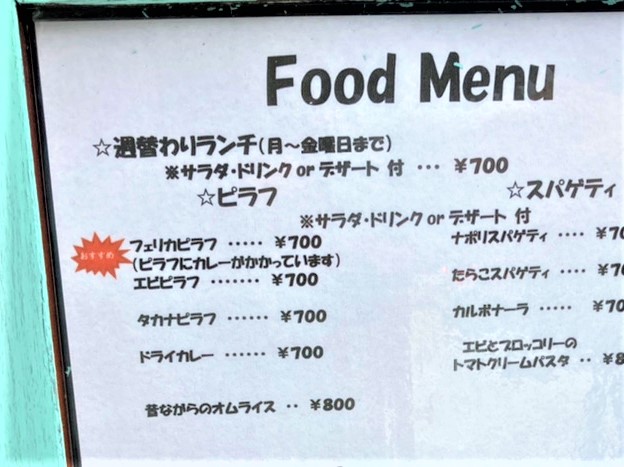 Food Menu
☆週替わりランチ(月～金曜日まで)
※サラダ・ドリンク or デザート 付 ･･･ ¥700
☆ピラフ
☆スパゲティ
※サラダ・ドリンク or デザート 付
おすすめ
フェリカピラフ ･････ ¥700
(ピラフにカレーがかかっています)
エビピラフ ･･･････ ¥700
タカナピラフ ･･････ ¥700
ドライカレー ･･････ ¥700
昔ながらのオムライス ･･ ¥800
ナポリスパゲティ ････ ¥70
たらこスパゲティ ････ ¥70
カルボナーラ ･････ ¥70
エビとブロッコリーの
トマトクリームパスタ ･･ ¥8